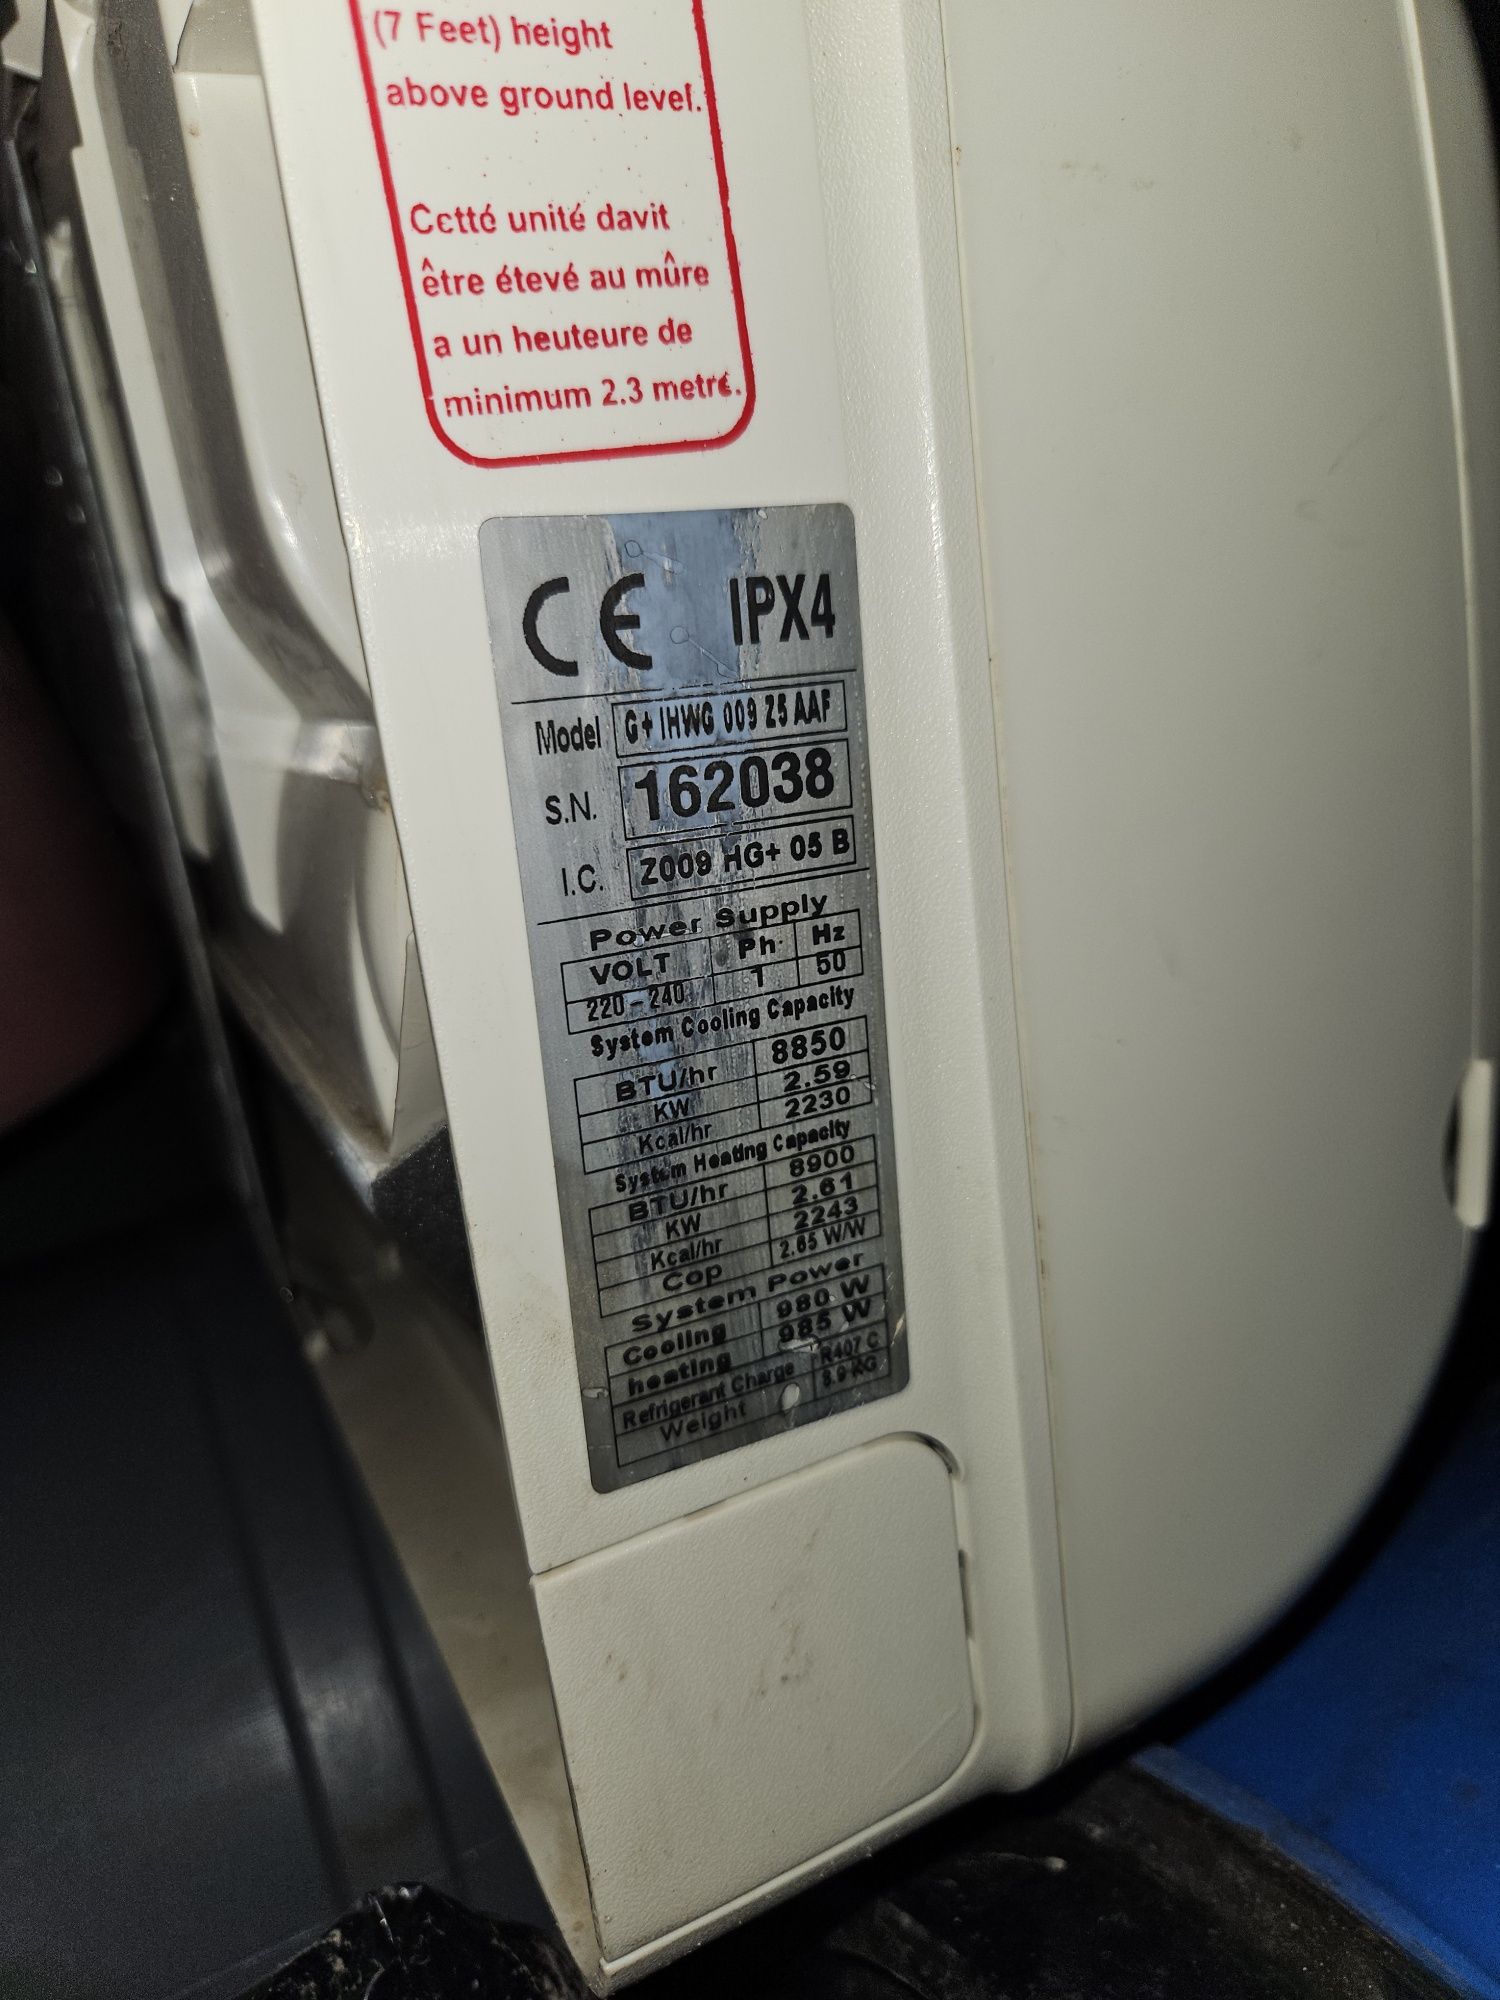 (7 Feet) height
above ground level.
Cetté unité davit
être étevé au mûre
a un heuteure de
minimum 2.3 metre.
CE IPX4
Model G+ IHWG 009 Z5 AAF
S.N. 162038
I.C. Z009 HG+ 05 B
Power Supply
VOLT Ph Hz
220-240 1 50
System Cooling Capacity
BTU/hr 8850
KW 2.59
Kcal/hr 2230
System Heating Capacity
BTU/hr 8900
KW 2.61
Kcal/hr 2243
Cop 2.65 W/W
System Power
Cooling 980 W
heating 985 W
Refrigerant Charge R407 C
Weight KG